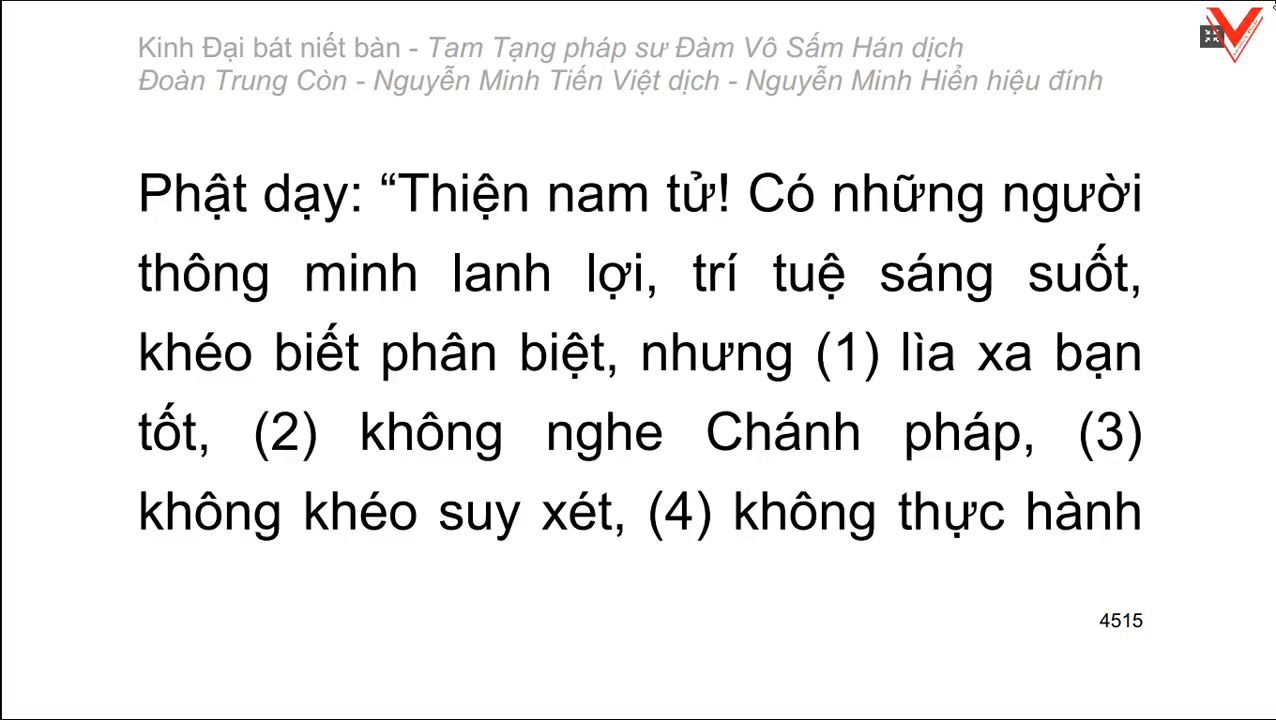 Kinh Đại bát niết bàn - Tam Tạng pháp sư Đàm Vô Sấm Hán dịch
Đoàn Trung Còn - Nguyễn Minh Tiến Việt dịch - Nguyễn Minh Hiển hiệu đính
Phật dạy: “Thiện nam tử! Có những người
thông minh lanh lợi, trí tuệ sáng suốt,
khéo biết phân biệt, nhưng (1) lìa xa bạn
tốt, (2) không nghe Chánh pháp, (3)
không khéo suy xét, (4) không thực hành
4515